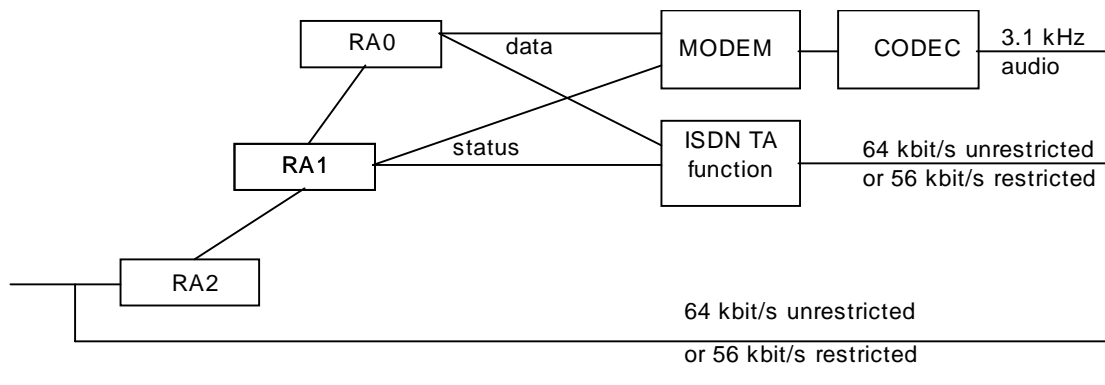 RA0
data
MODEM
CODEC
3.1 kHz
audio
RA1
status
ISDN TA
function
64 kbit/s unrestricted
or 56 kbit/s restricted
RA2
64 kbit/s unrestricted
or 56 kbit/s restricted